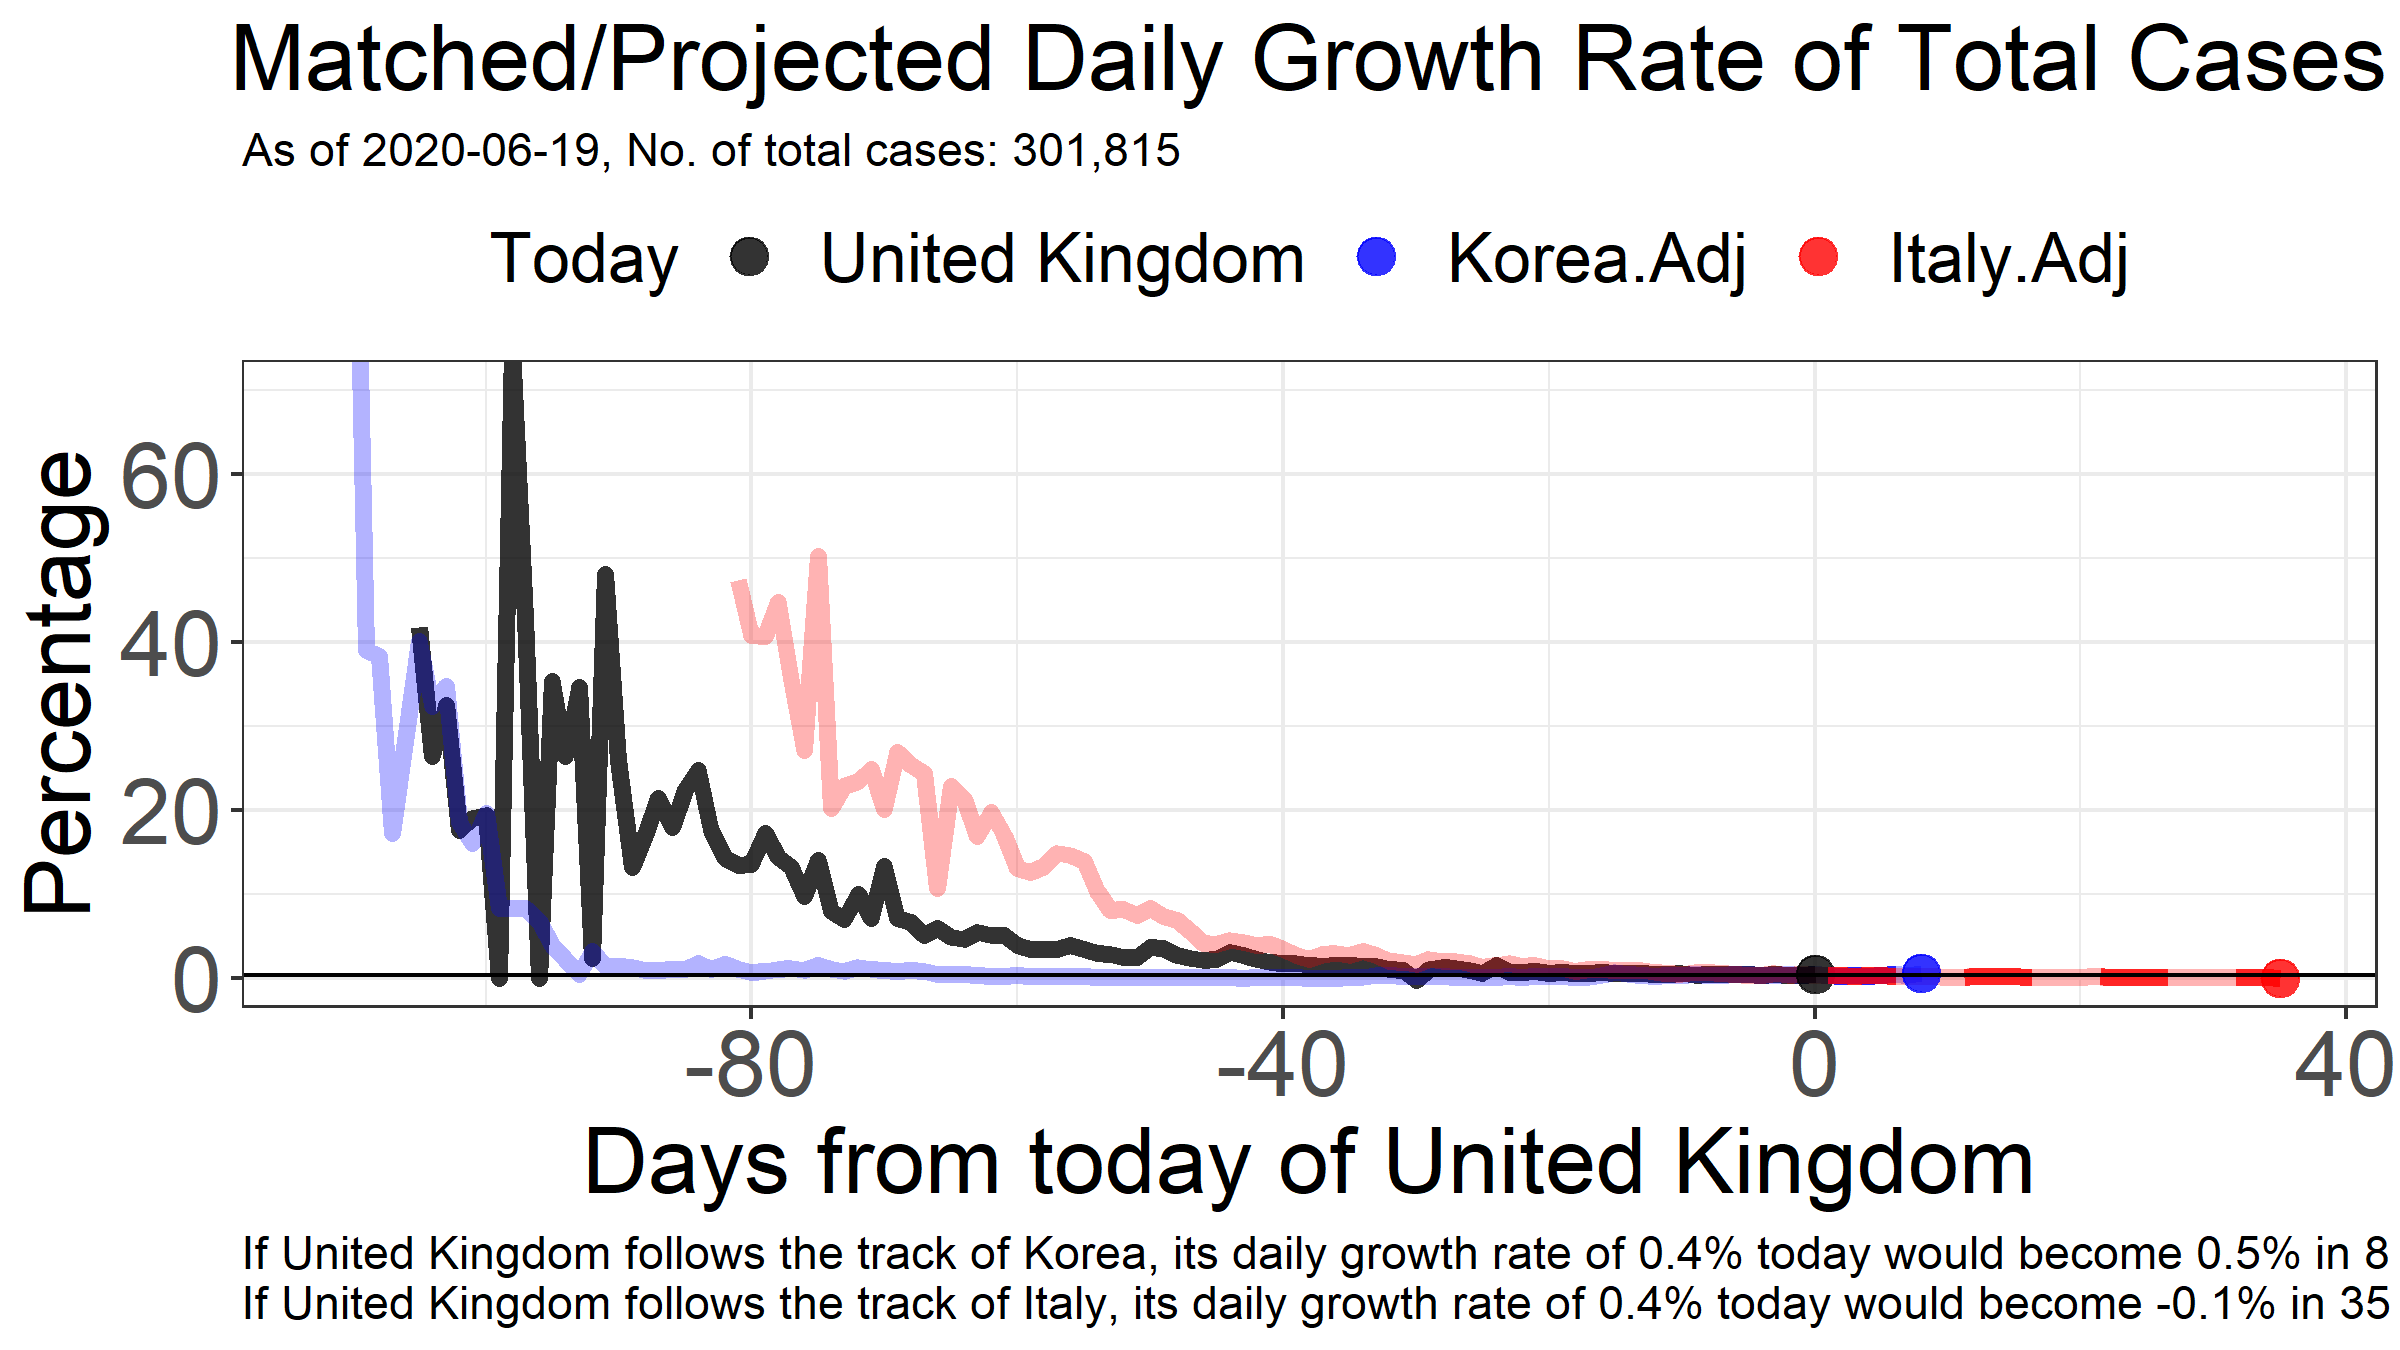 Matched/Projected Daily Growth Rate of Total Cases
As of 2020-06-19, No. of total cases: 301,815
Today United Kingdom Korea.Adj Italy.Adj
Percentage
60
40
20
0
-80 -40 0 40
Days from today of United Kingdom
If United Kingdom follows the track of Korea, its daily growth rate of 0.4% today would become 0.5% in 8
If United Kingdom follows the track of Italy, its daily growth rate of 0.4% today would become -0.1% in 35